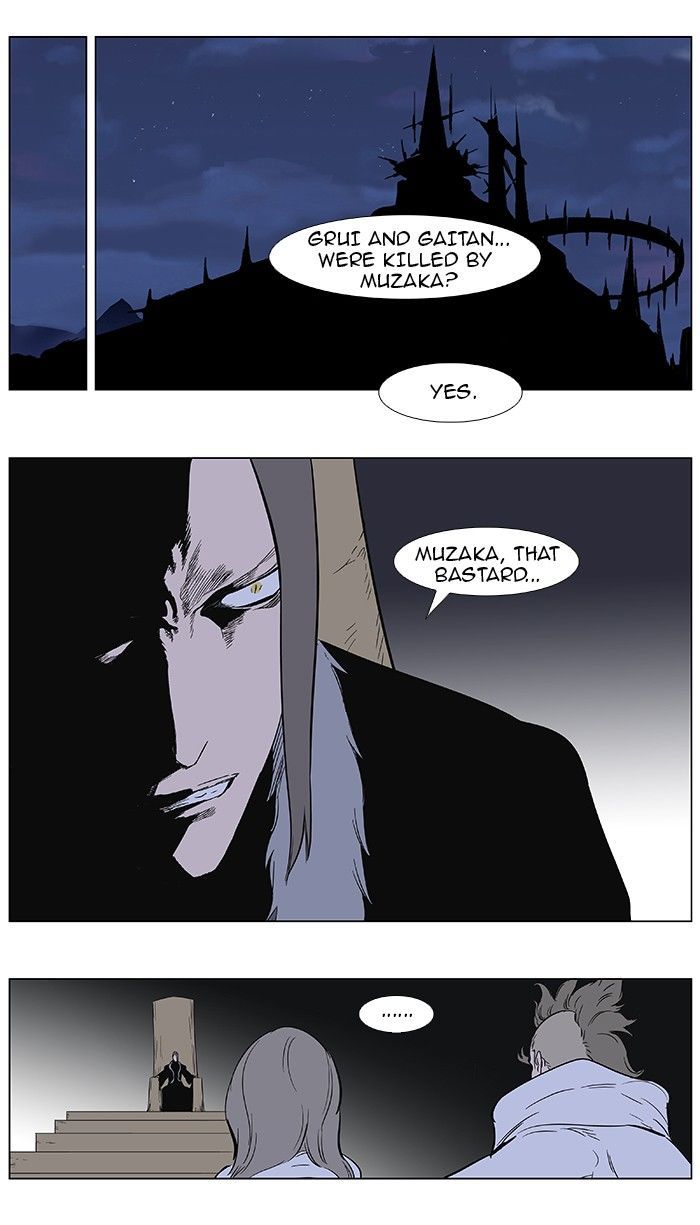 GRUI AND GAITAN...
WERE KILLED BY
MUZAKA?
YES.
MUZAKA, THAT
BASTARD...
......